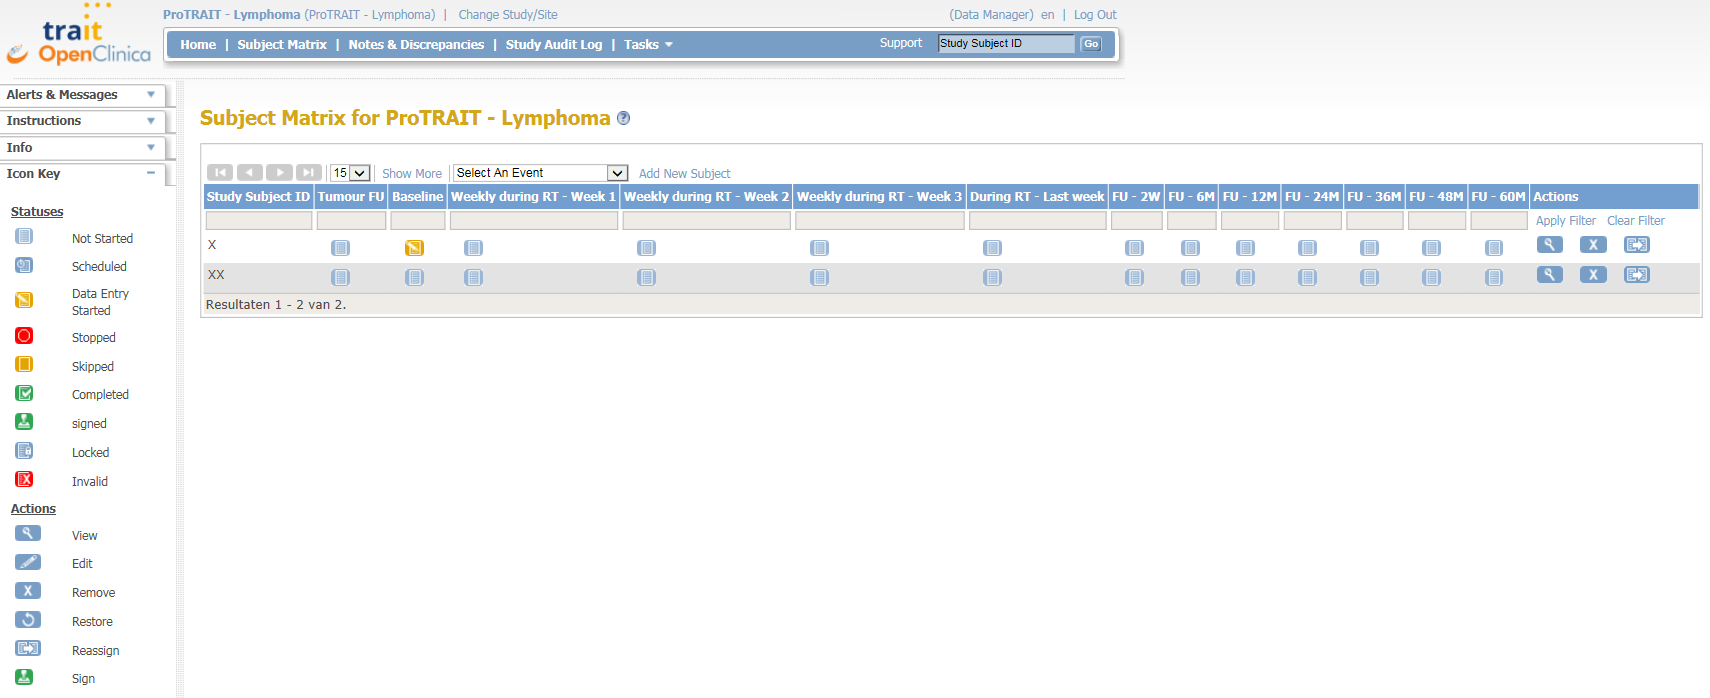 trait
OpenClinica
ProTRAIT - Lymphoma (ProTRAIT - Lymphoma) | Change Study/Site
(Data Manager) en | Log Out
Home | Subject Matrix | Notes & Discrepancies | Study Audit Log | Tasks
Support Study Subject ID Go
Alerts & Messages
Instructions
Info
Icon Key
Statuses
Not Started
Scheduled
Data Entry
Started
Stopped
Skipped
Completed
signed
Locked
Invalid
Actions
View
Edit
Remove
Restore
Reassign
Sign
Subject Matrix for ProTRAIT - Lymphoma ?
15 Show More Select An Event Add New Subject
Study Subject ID Tumour FU Baseline Weekly during RT - Week 1 Weekly during RT - Week 2 Weekly during RT - Week 3 During RT - Last week FU - 2W FU - 6M FU - 12M FU - 24M FU - 36M FU - 48M FU - 60M Actions
Apply Filter Clear Filter
X
XX
Resultaten 1 - 2 van 2.